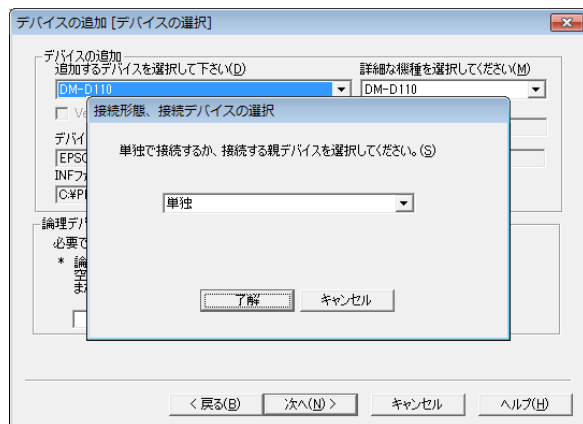 デバイスの追加 [デバイスの選択]
デバイスの追加
追加するデバイスを選択して下さい(D)
詳細な機種を選択してください(M)
DM-D110
DM-D110
接続形態、接続デバイスの選択
単独で接続するか、接続する親デバイスを選択してください。(S)
単独
了解
キャンセル
デバイ
EPSO
INFファ
C:¥P
論理デバ
必要で
*
空
ま
< 戻る(B)
次へ(N) >
キャンセル
ヘルプ(H)